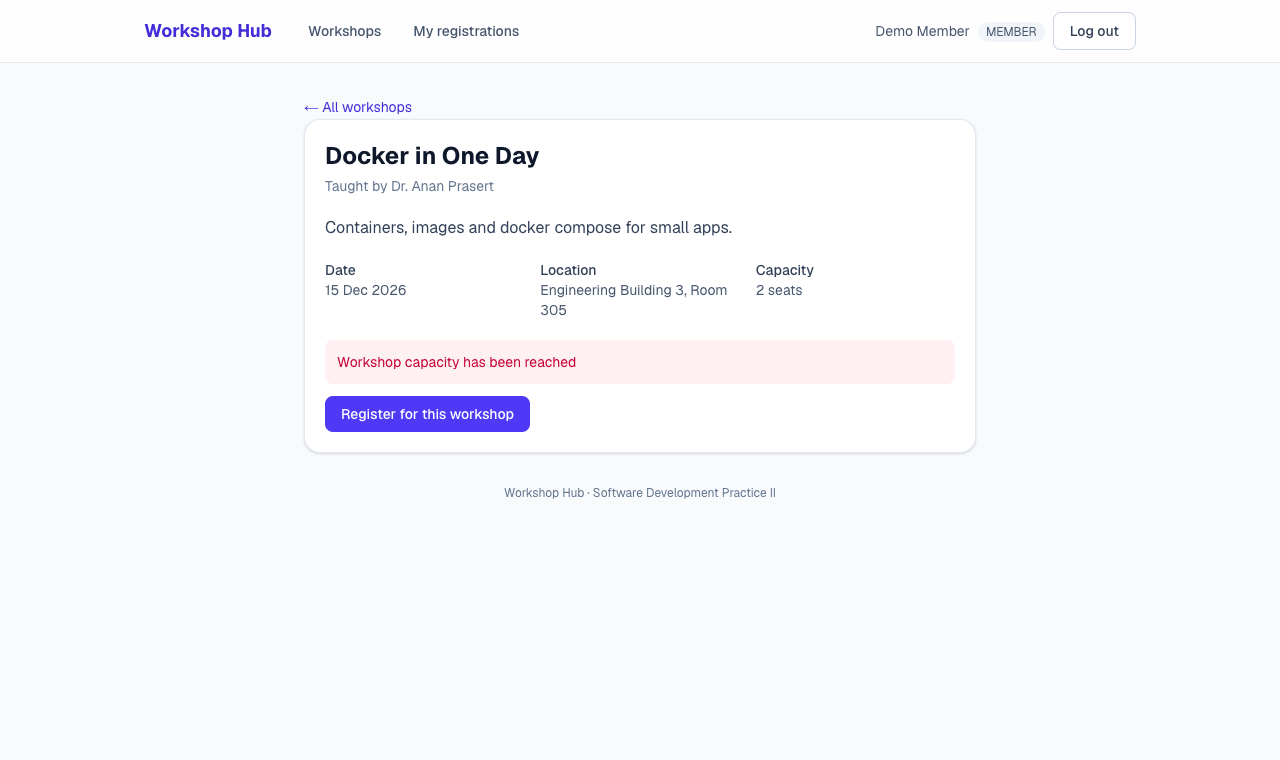 Workshop Hub
Workshops
My registrations
Demo Member
MEMBER
Log out
← All workshops
Docker in One Day
Taught by Dr. Anan Prasert
Containers, images and docker compose for small apps.
Date
15 Dec 2026
Location
Engineering Building 3, Room
305
Capacity
2 seats
Workshop capacity has been reached
Register for this workshop
Workshop Hub · Software Development Practice II